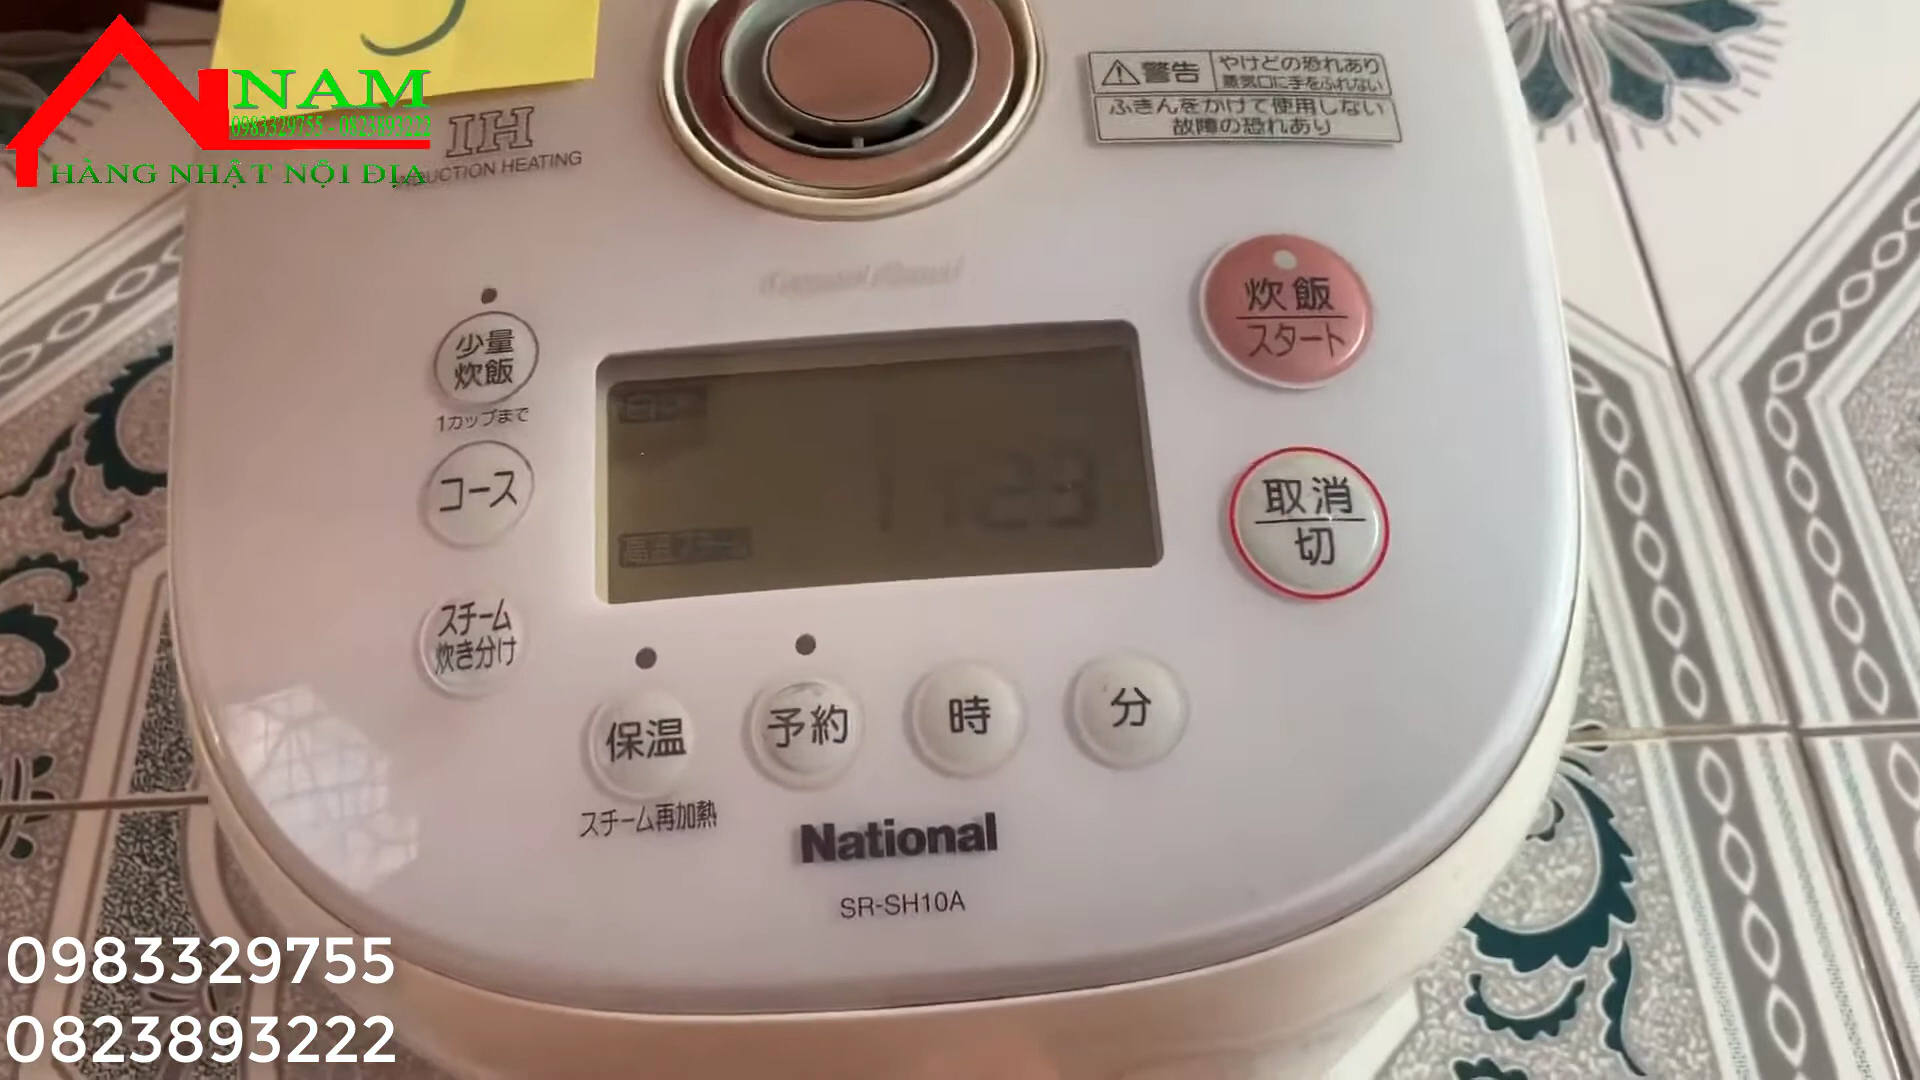 NAM
0983329755 - 0823893222
HÀNG NHẬT NỘI ĐỊA
IH
INDUCTION HEATING
警告
やけどの恐れあり
蒸気口に手をふれない
ふきんをかけて使用しない
故障の恐れあり
炊飯
スタート
少量
炊飯
1カップまで
コース
11:23
取消
切
スチーム
炊き分け
保温
予約
時
分
スチーム再加熱
National
SR-SH10A
0983329755
0823893222